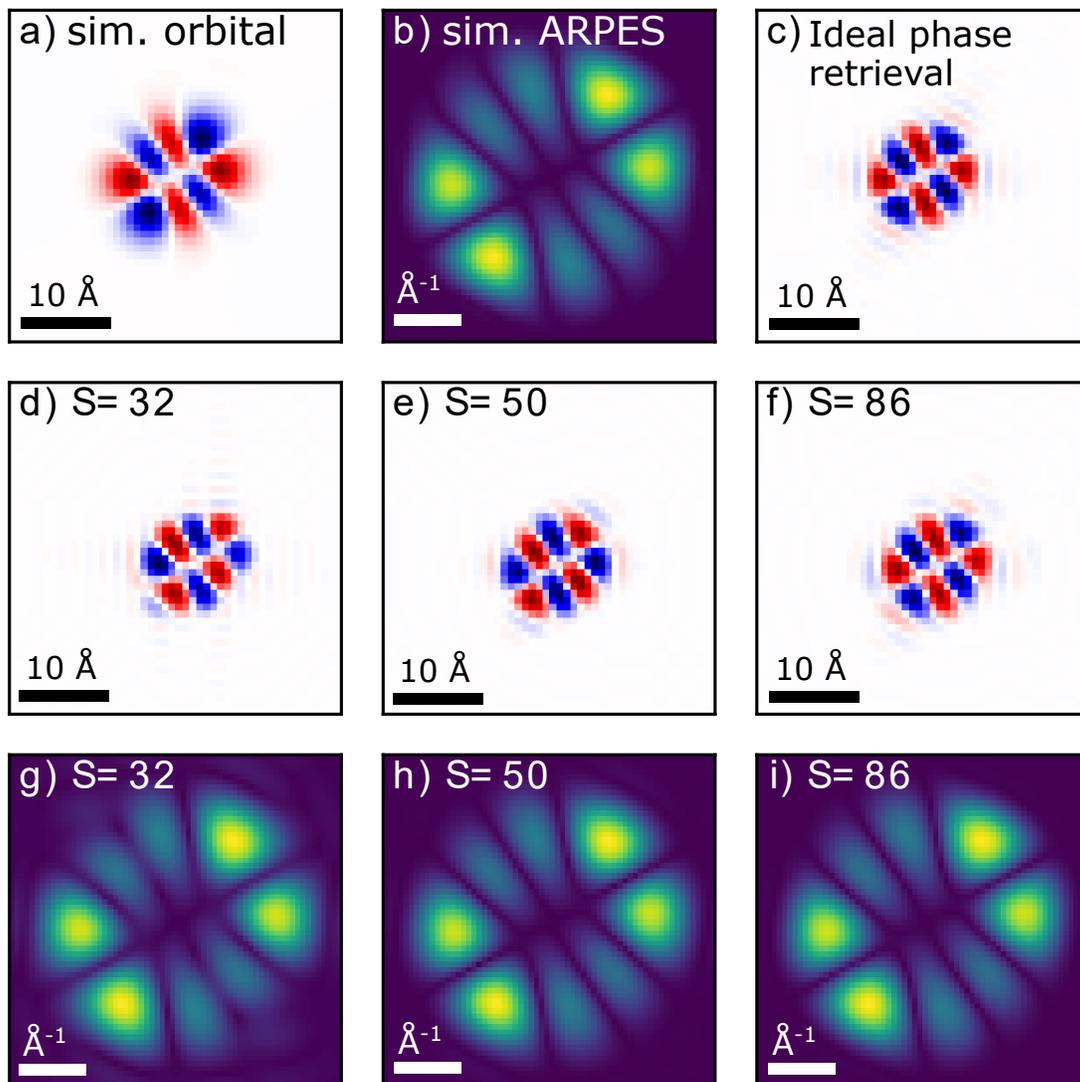 a) sim. orbital
10 Å
b) sim. ARPES
Å-1
c) Ideal phase
retrieval
10 Å
d) S= 32
10 Å
e) S= 50
10 Å
f) S= 86
10 Å
g) S= 32
Å-1
h) S= 50
Å-1
i) S= 86
Å-1